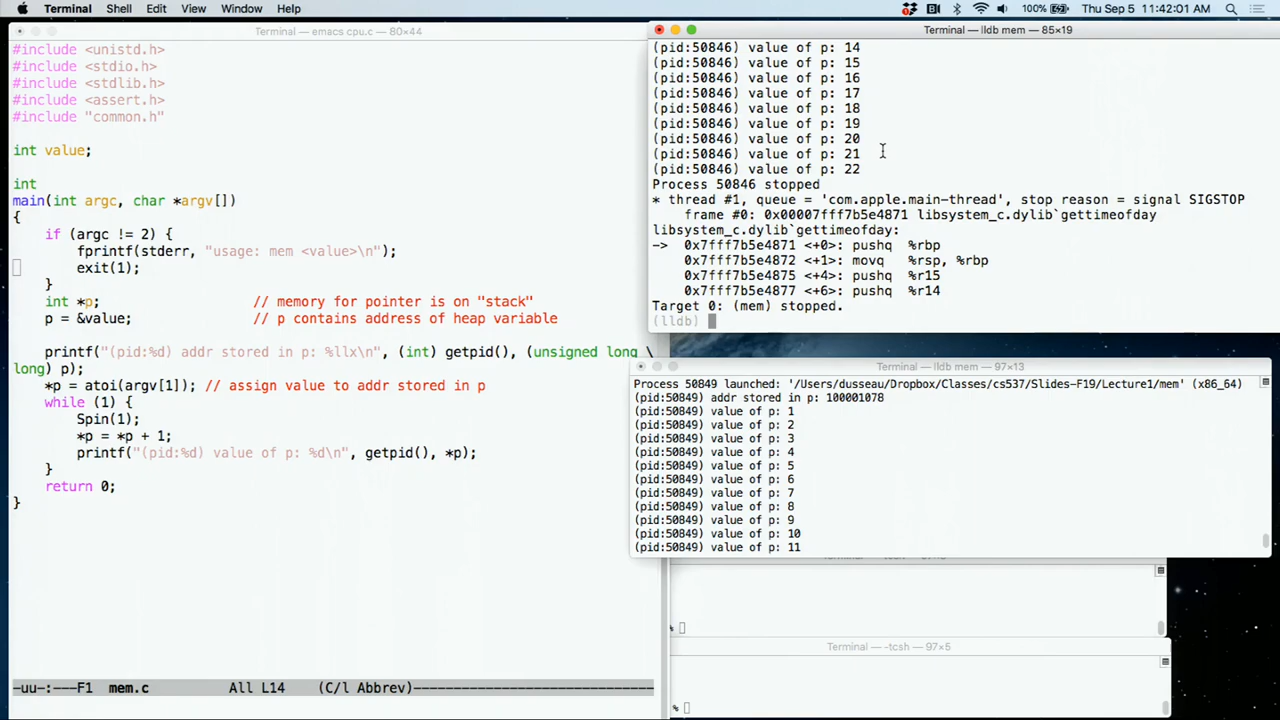 Terminal Shell Edit View Window Help 100% Thu Sep 5 11:42:01 AM
Terminal — emacs cpu.c — 80×44
#include <unistd.h>
#include <stdio.h>
#include <stdlib.h>
#include <assert.h>
#include "common.h"
int value;
int
main(int argc, char *argv[])
{
if (argc != 2) {
fprintf(stderr, "usage: mem <value>\n");
exit(1);
}
int *p; // memory for pointer is on "stack"
p = &value; // p contains address of heap variable
printf("(pid:%d) addr stored in p: %llx\n", (int) getpid(), (unsigned long \
long) p);
*p = atoi(argv[1]); // assign value to addr stored in p
while (1) {
Spin(1);
*p = *p + 1;
printf("(pid:%d) value of p: %d\n", getpid(), *p);
}
return 0;
}
-uu-:---F1 mem.c All L14 (C/l Abbrev)------------------------------
Terminal — lldb mem — 85×19
(pid:50846) value of p: 14
(pid:50846) value of p: 15
(pid:50846) value of p: 16
(pid:50846) value of p: 17
(pid:50846) value of p: 18
(pid:50846) value of p: 19
(pid:50846) value of p: 20
(pid:50846) value of p: 21
(pid:50846) value of p: 22
Process 50846 stopped
* thread #1, queue = 'com.apple.main-thread', stop reason = signal SIGSTOP
frame #0: 0x00007fff7b5e4871 libsystem_c.dylib`gettimeofday
libsystem_c.dylib`gettimeofday:
-> 0x7fff7b5e4871 <+0>: pushq %rbp
0x7fff7b5e4872 <+1>: movq %rsp, %rbp
0x7fff7b5e4875 <+4>: pushq %r15
0x7fff7b5e4877 <+6>: pushq %r14
Target 0: (mem) stopped.
(lldb)
Terminal — lldb mem — 97×13
Process 50849 launched: '/Users/dusseau/Dropbox/Classes/cs537/Slides-F19/Lecture1/mem' (x86_64)
(pid:50849) addr stored in p: 100001078
(pid:50849) value of p: 1
(pid:50849) value of p: 2
(pid:50849) value of p: 3
(pid:50849) value of p: 4
(pid:50849) value of p: 5
(pid:50849) value of p: 6
(pid:50849) value of p: 7
(pid:50849) value of p: 8
(pid:50849) value of p: 9
(pid:50849) value of p: 10
(pid:50849) value of p: 11
%
Terminal — -tcsh — 97×5
%